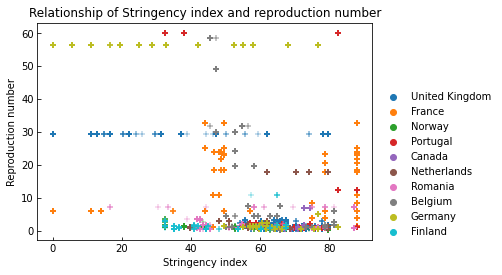 Relationship of Stringency index and reproduction number
Reproduction number
60
50
40
30
20
10
0
0 20 40 60 80
Stringency index
United Kingdom
France
Norway
Portugal
Canada
Netherlands
Romania
Belgium
Germany
Finland